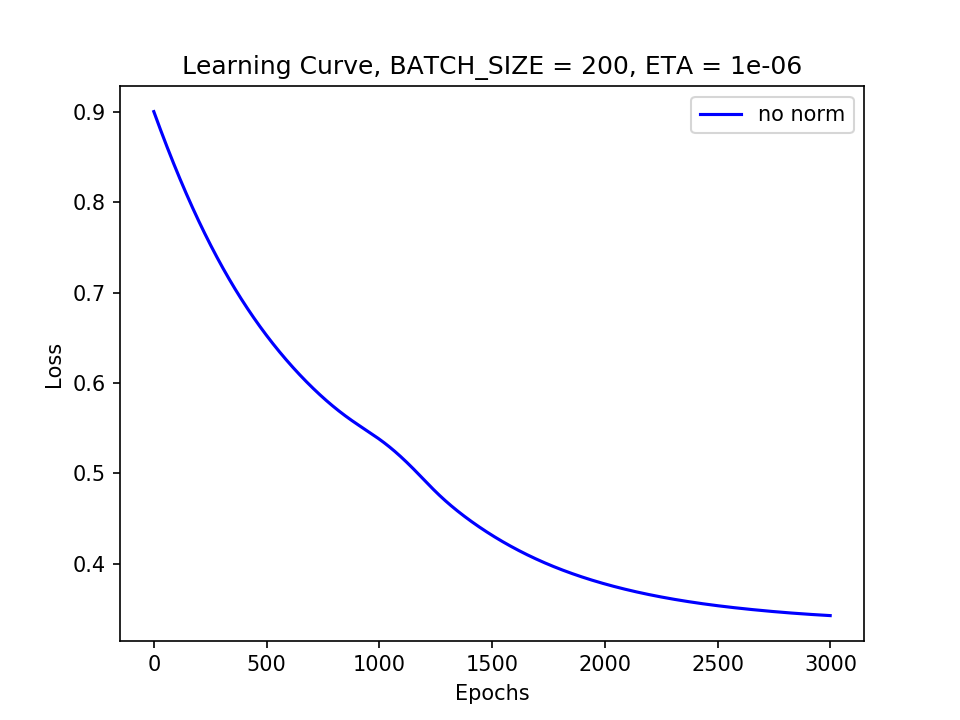 Learning Curve, BATCH_SIZE = 200, ETA = 1e-06
no norm
0.9
0.8
0.7
0.6
0.5
0.4
Loss
0 500 1000 1500 2000 2500 3000
Epochs